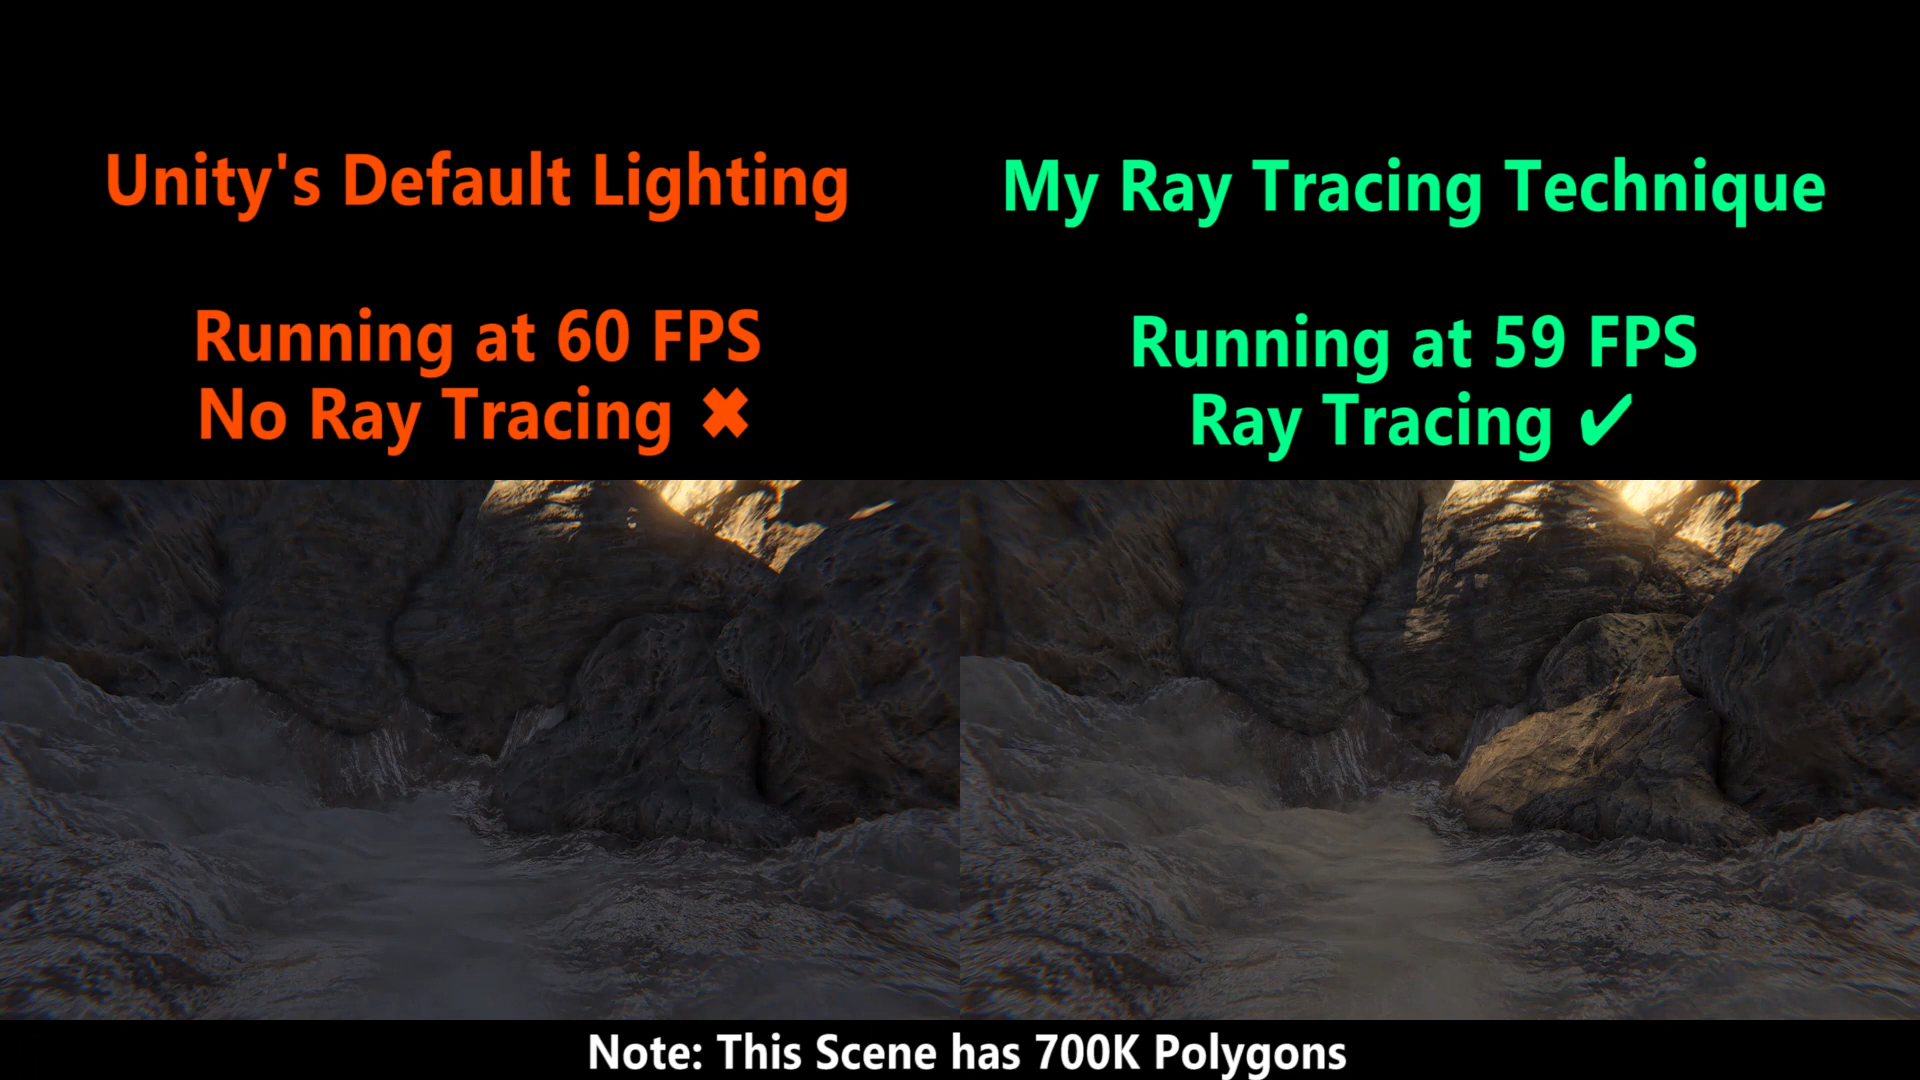 Unity's Default Lighting
Running at 60 FPS
No Ray Tracing ✖
My Ray Tracing Technique
Running at 59 FPS
Ray Tracing ✔
Note: This Scene has 700K Polygons